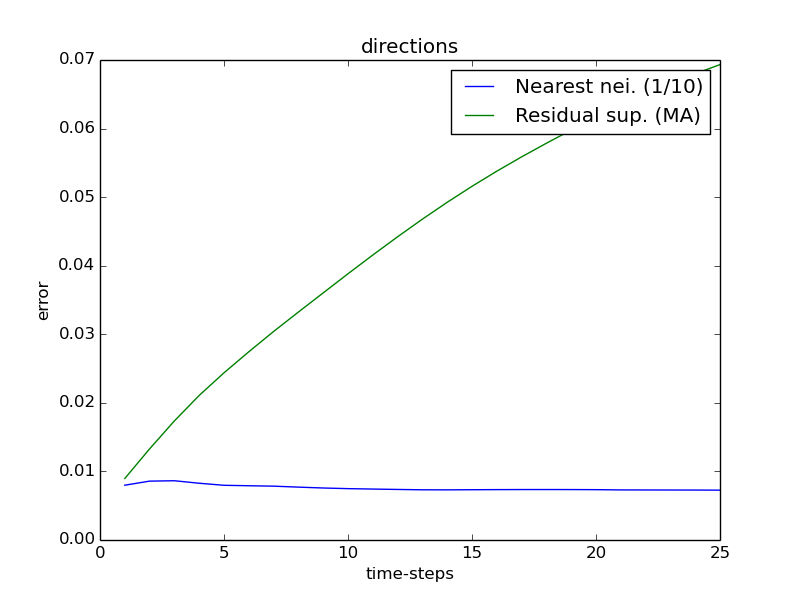 directions
0.07
0.06
0.05
0.04
0.03
0.02
0.01
0.00
error
Nearest nei. (1/10)
Residual sup. (MA)
0 5 10 15 20 25
time-steps